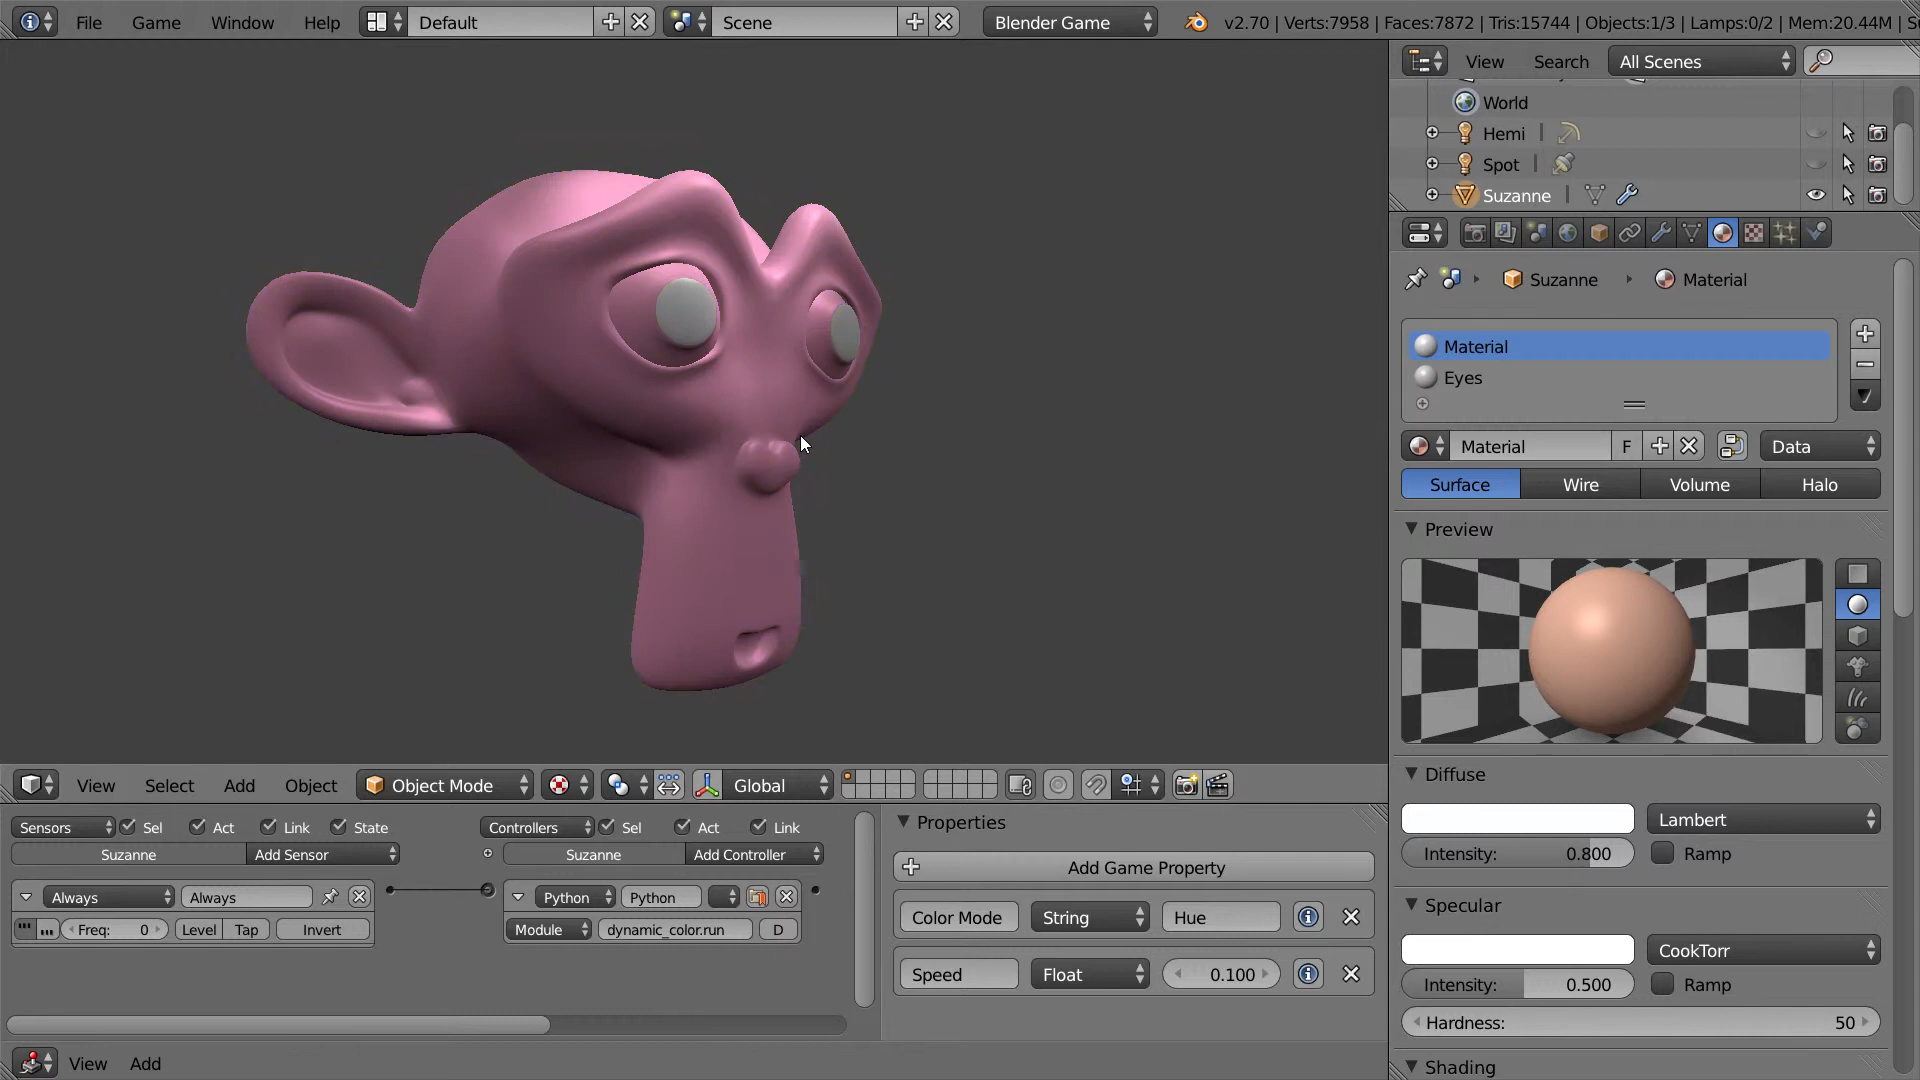 File Game Window Help Default Scene Blender Game v2.70 | Verts:7958 | Faces:7872 | Tris:15744 | Objects:1/3 | Lamps:0/2 | Mem:20.44M | S
View Search All Scenes
World
Hemi
Spot
Suzanne
Suzanne Material
Material
Eyes
Material F Data
Surface Wire Volume Halo
Preview
Diffuse
Lambert
Intensity: 0.800 Ramp
Specular
CookTorr
Intensity: 0.500 Ramp
Hardness: 50
Shading
View Select Add Object Object Mode Global
Sensors Sel Act Link State Controllers Sel Act Link
Suzanne Add Sensor Suzanne Add Controller
Always Always Python Python
Freq: 0 Level Tap Invert Module dynamic_color.run D
Properties
Add Game Property
Color Mode String Hue
Speed Float 0.100
View Add